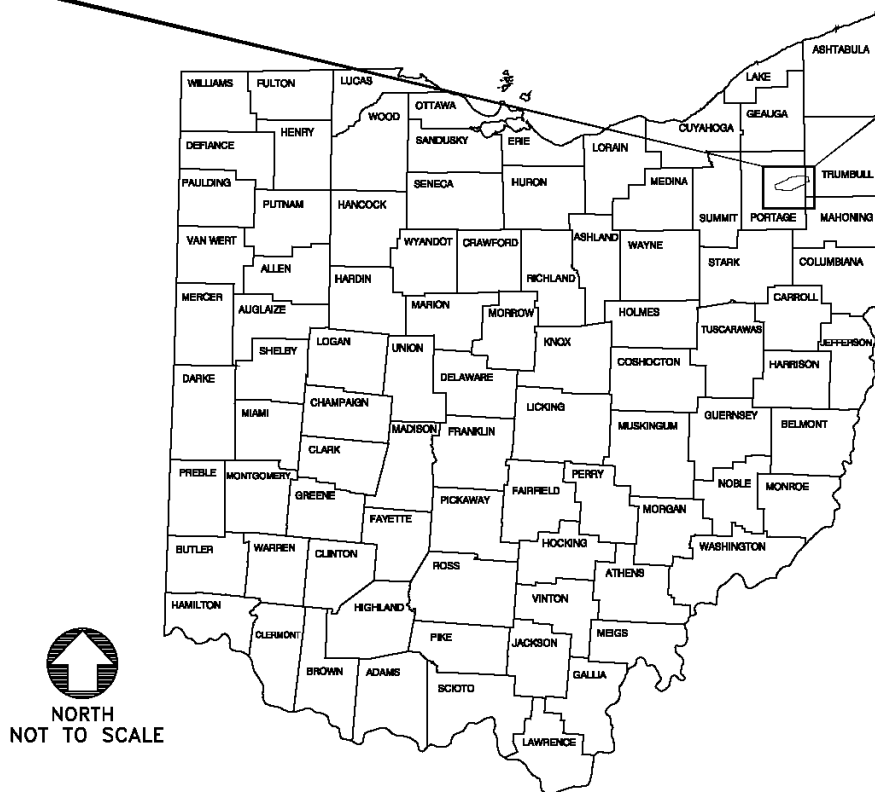 ASHTABULA
LAKE
WILLIAMS
FULTON
LUCAS
OTTAWA
WOOD
GEAUGA
CUYAHOGA
HENRY
SANDUSKY
ERIE
LORAIN
DEFIANCE
TRUMBULL
PAULDING
SENECA
HURON
MEDINA
PUTNAM
HANCOCK
SUMMIT
PORTAGE
MAHONING
VAN WERT
WYANDOT
CRAWFORD
ASHLAND
WAYNE
STARK
COLUMBIANA
ALLEN
HARDIN
RICHLAND
MERCER
AUGLAIZE
MARION
MORROW
HOLMES
CARROLL
TUSCARAWAS
JEFFERSON
LOGAN
UNION
KNOX
SHELBY
COSHOCTON
HARRISON
DARKE
DELAWARE
CHAMPAIGN
LICKING
MIAMI
GUERNSEY
BELMONT
MADISON
FRANKLIN
MUSKINGUM
CLARK
PREBLE
MONTGOMERY
PERRY
NOBLE
MONROE
GREENE
PICKAWAY
FAIRFIELD
MORGAN
FAYETTE
BUTLER
WARREN
CLINTON
HOCKING
WASHINGTON
ROSS
ATHENS
HAMILTON
HIGHLAND
VINTON
CLERMONT
PIKE
JACKSON
MEIGS
BROWN
ADAMS
SCIOTO
GALLIA
LAWRENCE
NORTH
NOT TO SCALE